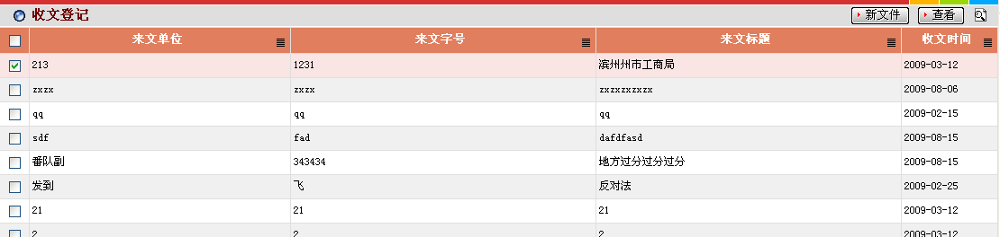 收文登记 新文件 查看
来文单位 来文字号 来文标题 收文时间
213 1231 滨州州市工商局 2009-03-12
zxzx zxzx zxzxzxzxzx 2009-08-06
qq qq qq 2009-02-15
sdf fad dafdfasd 2009-08-15
番队副 343434 地方过分过分过分 2009-08-15
发到 飞 反对法 2009-02-25
21 21 21 2009-03-12
2 2 2 2009-03-12